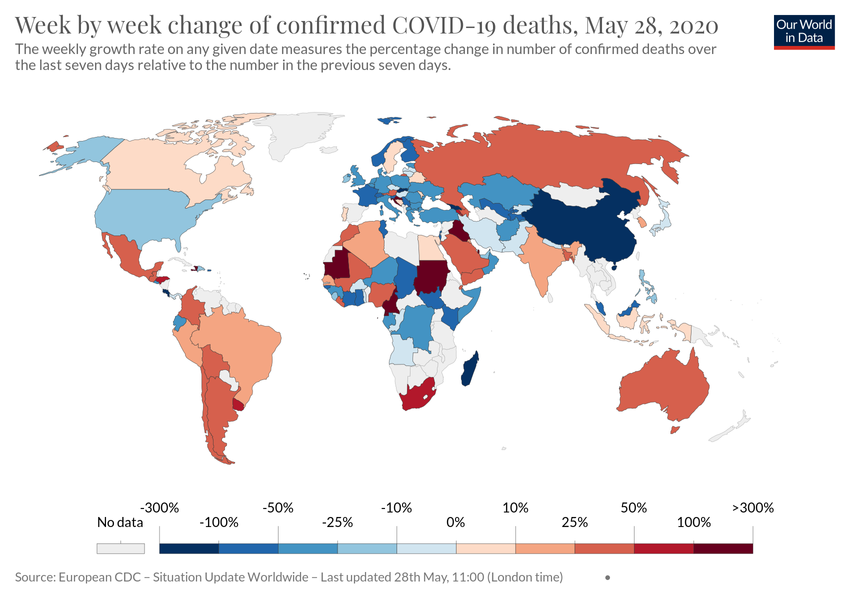 Week by week change of confirmed COVID-19 deaths, May 28, 2020
Our World
in Data
The weekly growth rate on any given date measures the percentage change in number of confirmed deaths over
the last seven days relative to the number in the previous seven days.
-300% -50% -10% 10% 50% >300%
No data -100% -25% 0% 25% 100%
Source: European CDC – Situation Update Worldwide – Last updated 28th May, 11:00 (London time)